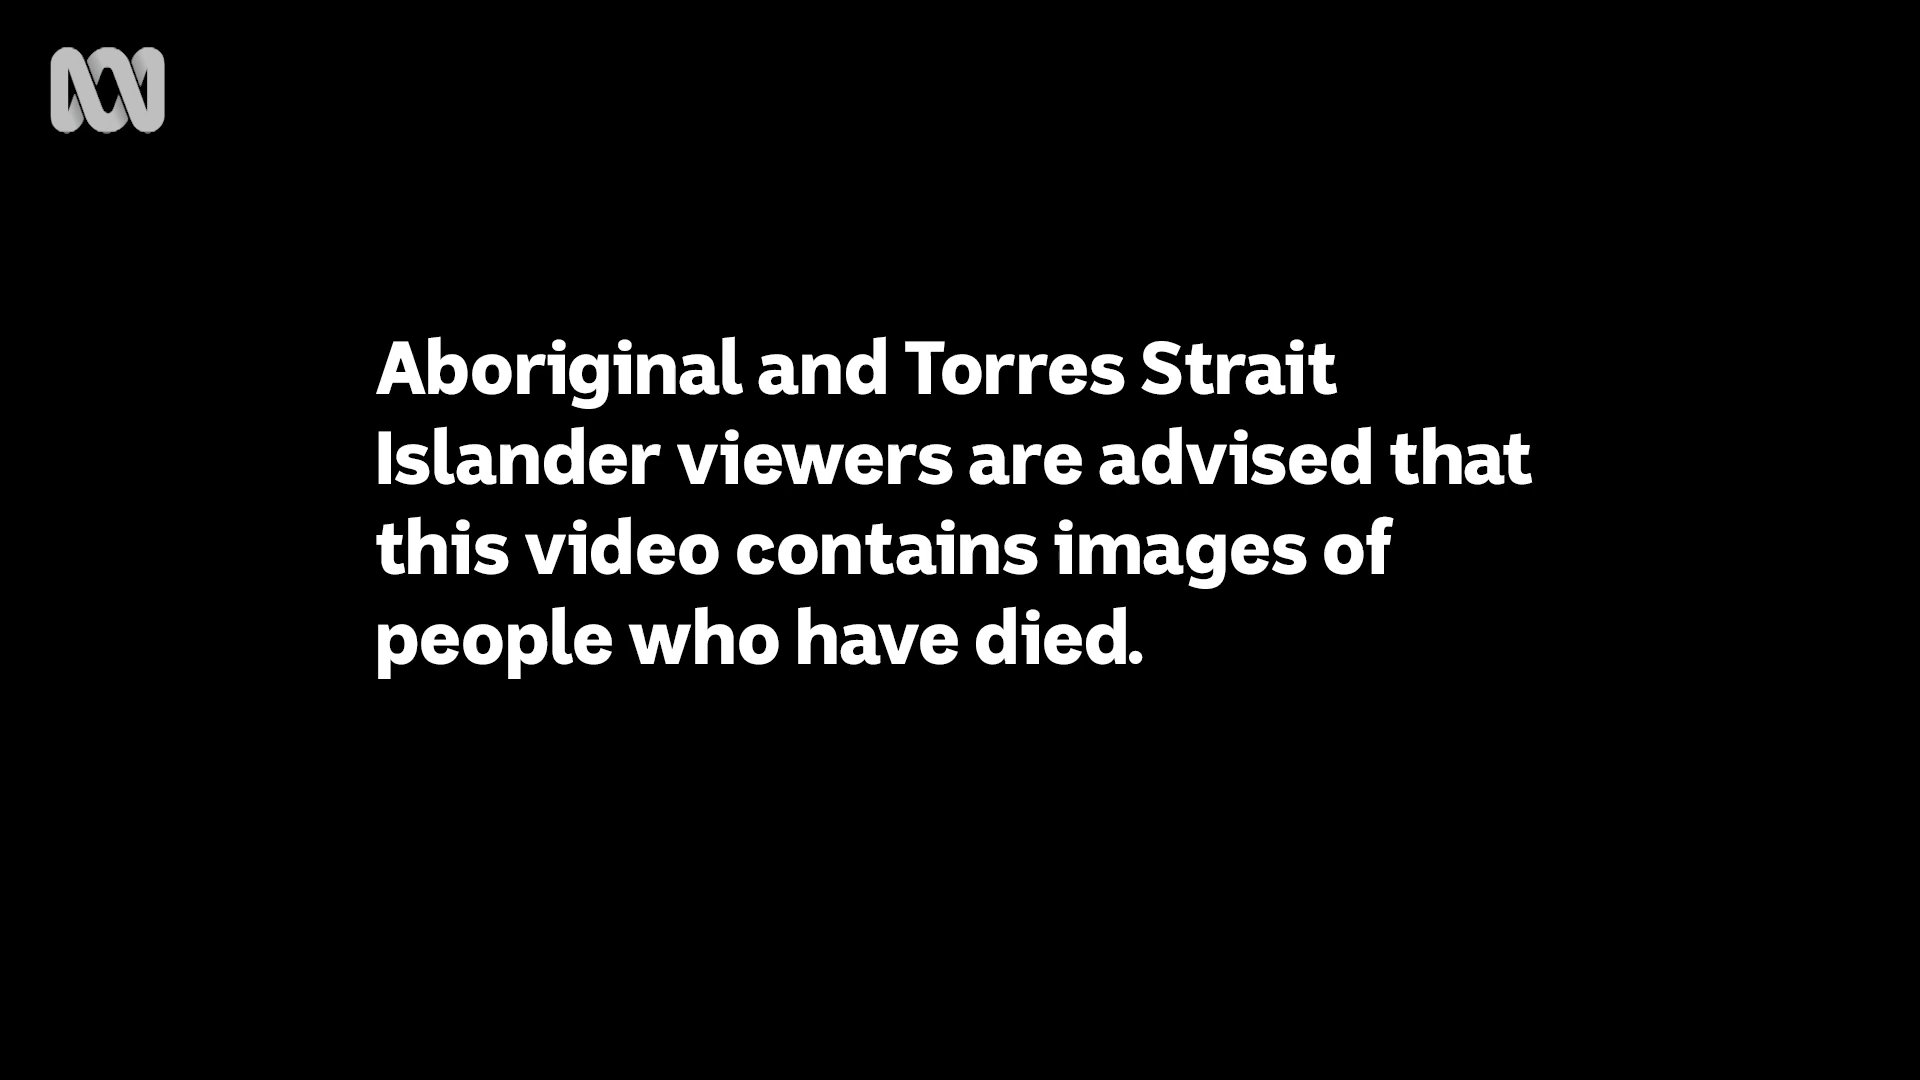 Aboriginal and Torres Strait
Islander viewers are advised that
this video contains images of
people who have died.